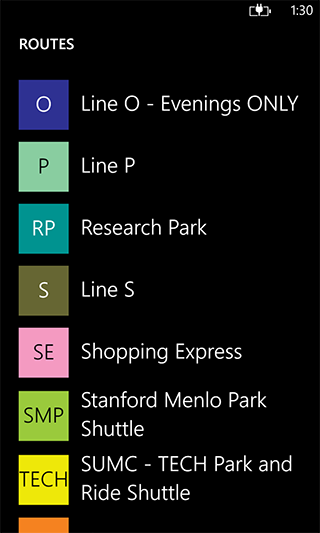 1:30
ROUTES
O Line O - Evenings ONLY
P Line P
RP Research Park
S Line S
SE Shopping Express
SMP Stanford Menlo Park
Shuttle
TECH SUMC - TECH Park and
Ride Shuttle